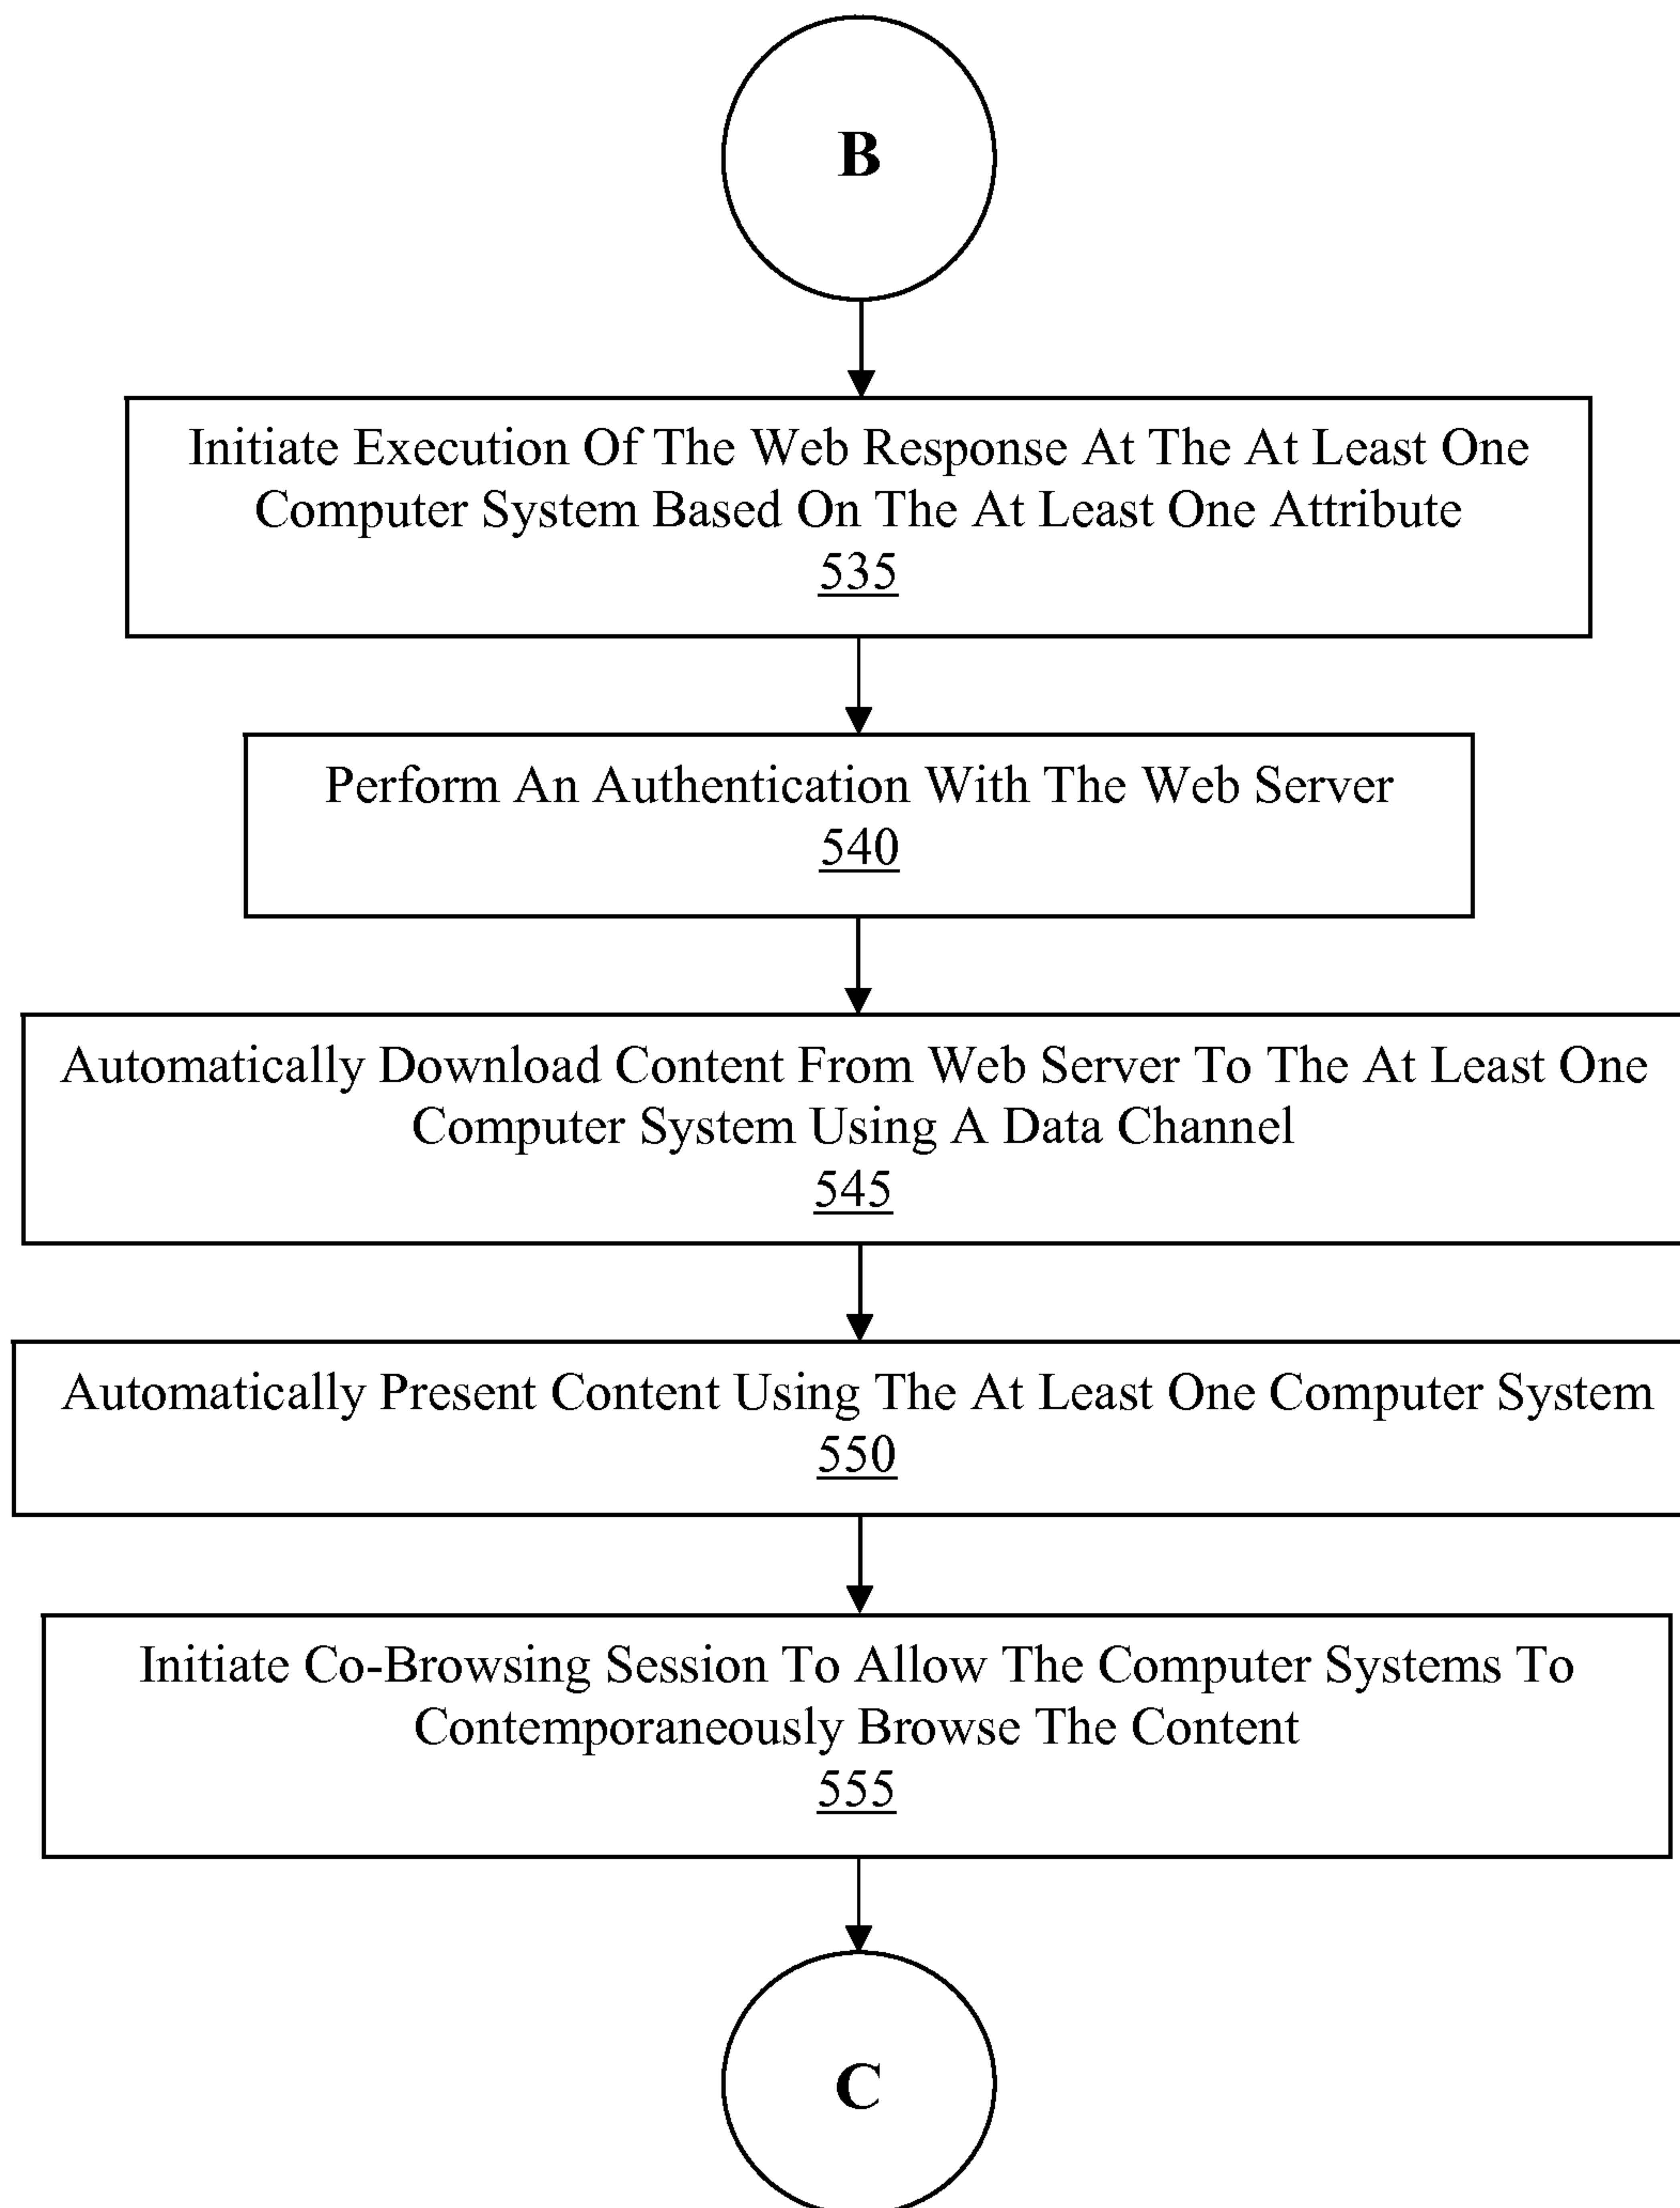 B
Initiate Execution Of The Web Response At The At Least One
Computer System Based On The At Least One Attribute
535
Perform An Authentication With The Web Server
540
Automatically Download Content From Web Server To The At Least One
Computer System Using A Data Channel
545
Automatically Present Content Using The At Least One Computer System
550
Initiate Co-Browsing Session To Allow The Computer Systems To
Contemporaneously Browse The Content
555
C